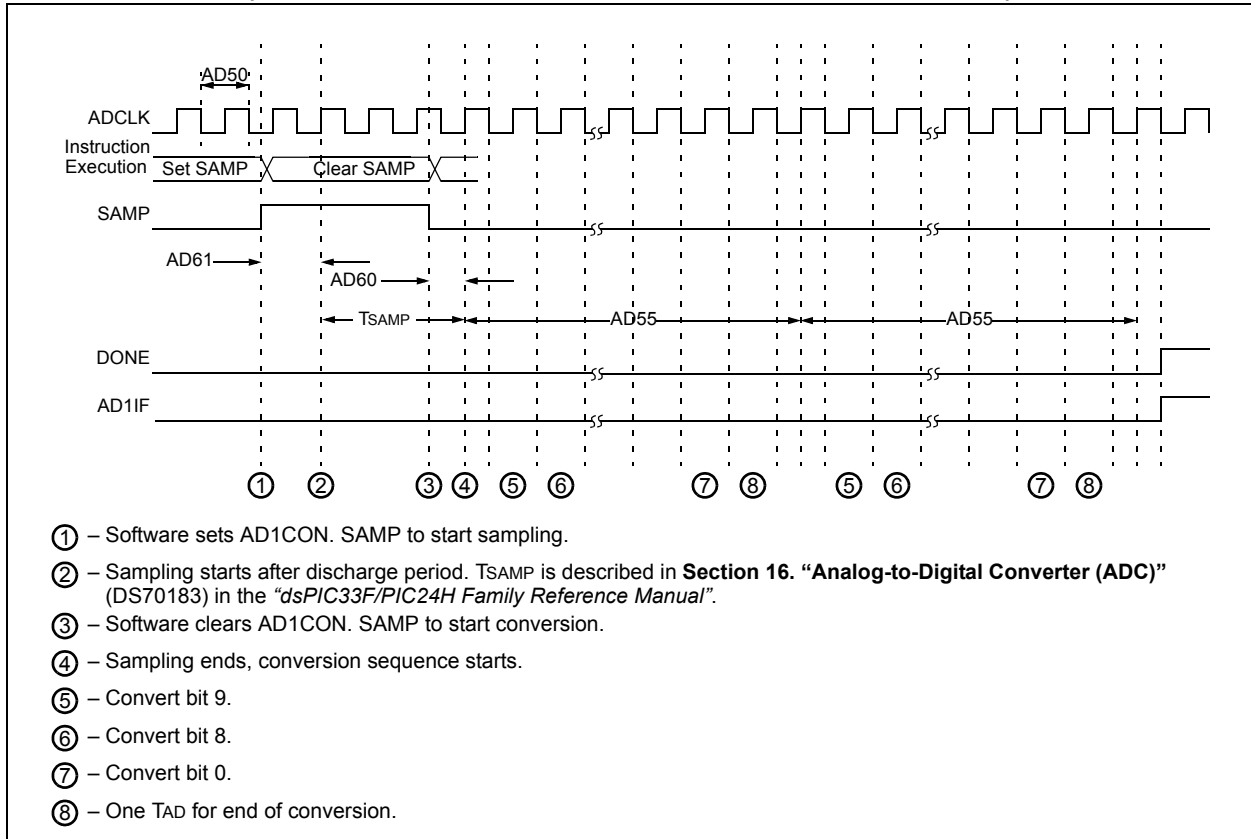 AD50
ADCLK
Instruction
Execution Set SAMP Clear SAMP
SAMP
AD61
AD60
TSAMP AD55 AD55
DONE
AD1IF
1 2 3 4 5 6 7 8 5 6 7 8
1 – Software sets AD1CON. SAMP to start sampling.
2 – Sampling starts after discharge period. TSAMP is described in Section 16. “Analog-to-Digital Converter (ADC)”
(DS70183) in the “dsPIC33F/PIC24H Family Reference Manual”.
3 – Software clears AD1CON. SAMP to start conversion.
4 – Sampling ends, conversion sequence starts.
5 – Convert bit 9.
6 – Convert bit 8.
7 – Convert bit 0.
8 – One TAD for end of conversion.